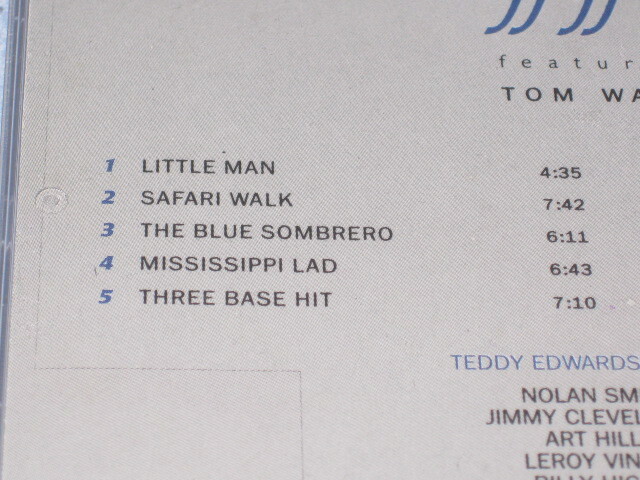 featur
TOM WA
1 LITTLE MAN 4:35
2 SAFARI WALK 7:42
3 THE BLUE SOMBRERO 6:11
4 MISSISSIPPI LAD 6:43
5 THREE BASE HIT 7:10
TEDDY EDWARDS
NOLAN SM
JIMMY CLEVEL
ART HILL
LEROY VIN
BILLY HIG